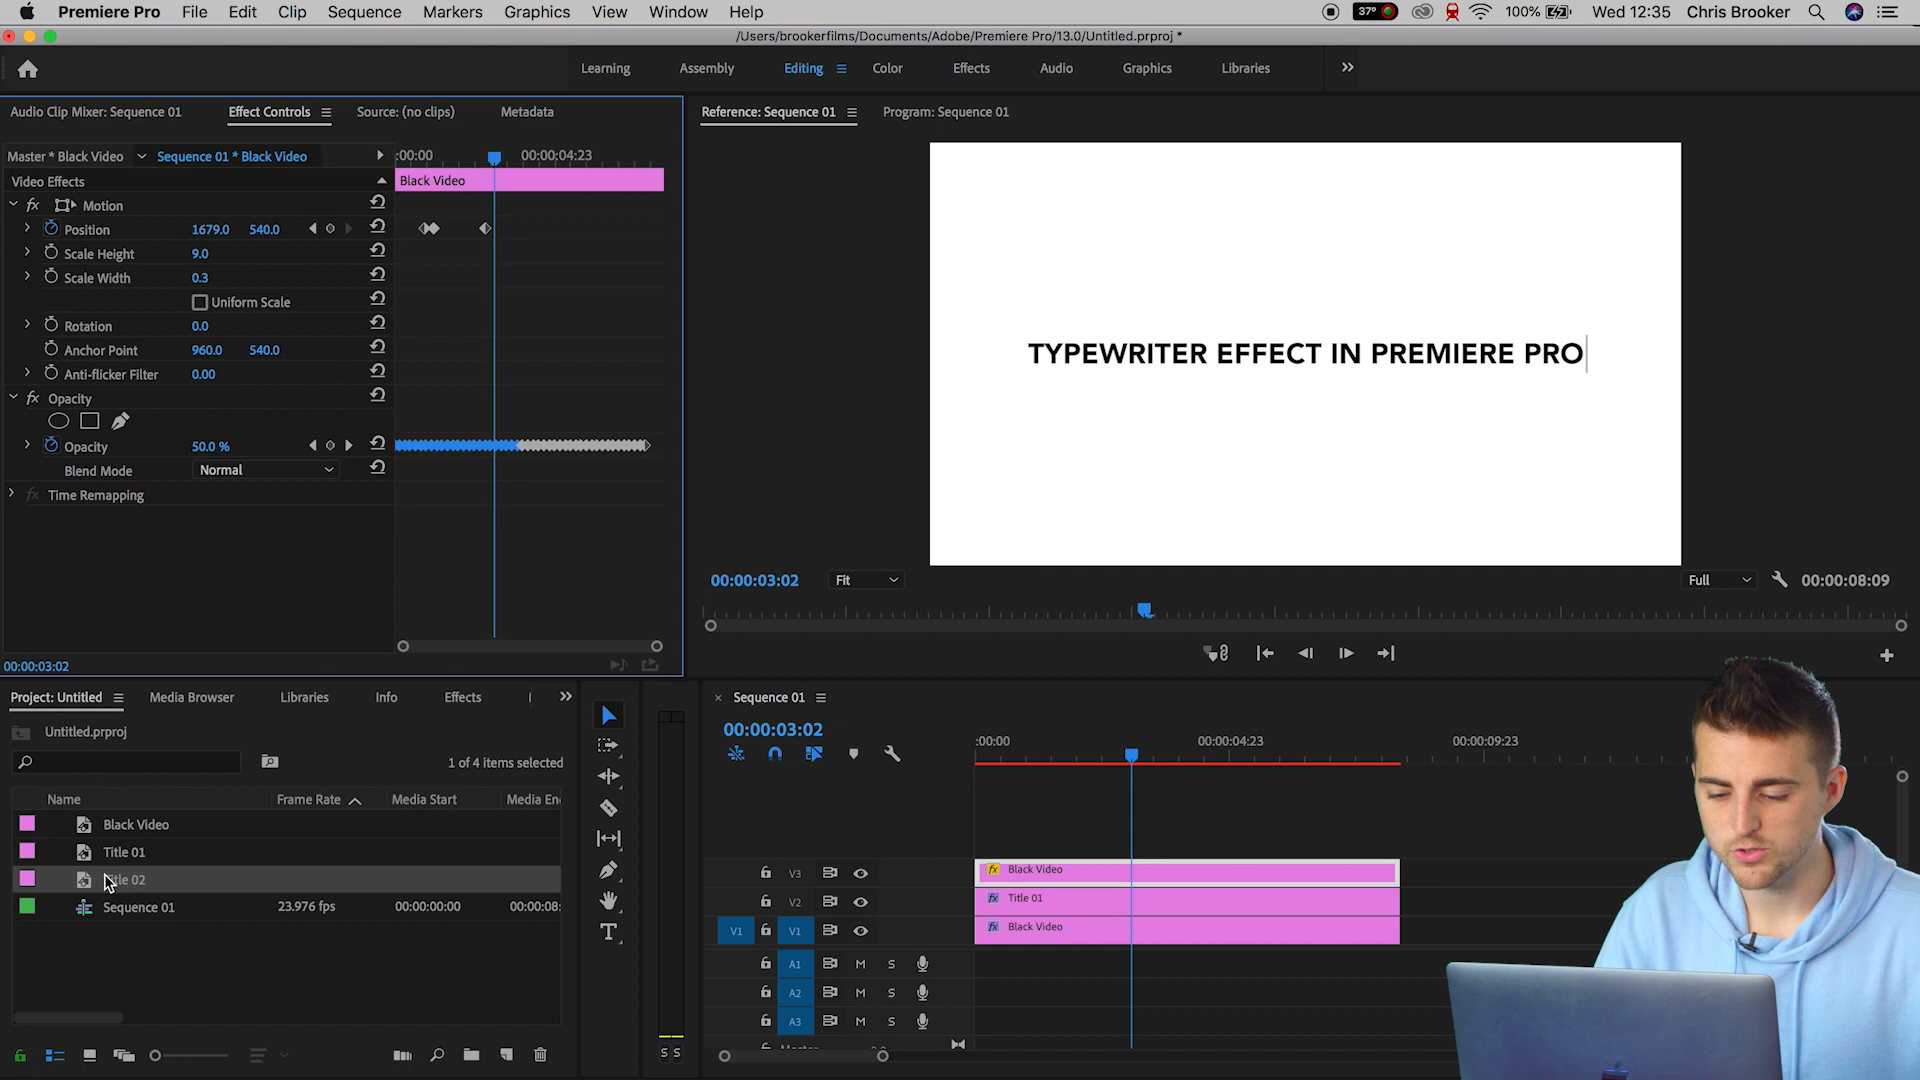 Premiere Pro File Edit Clip Sequence Markers Graphics View Window Help 37° 100% Wed 12:35 Chris Brooker
/Users/brookerfilms/Documents/Adobe/Premiere Pro/13.0/Untitled.prproj *
Learning Assembly Editing Color Effects Audio Graphics Libraries
Audio Clip Mixer: Sequence 01 Effect Controls Source: (no clips) Metadata
Reference: Sequence 01 Program: Sequence 01
Master * Black Video Sequence 01 * Black Video :00:00 00:00:04:23
Video Effects Black Video
fx Motion
Position 1679.0 540.0
Scale Height 9.0
Scale Width 0.3
Uniform Scale
Rotation 0.0
Anchor Point 960.0 540.0
Anti-flicker Filter 0.00
fx Opacity
Opacity 50.0 %
Blend Mode Normal
fx Time Remapping
00:00:03:02
TYPEWRITER EFFECT IN PREMIERE PRO
00:00:03:02 Fit Full 00:00:08:09
Project: Untitled Media Browser Libraries Info Effects
Untitled.prproj
1 of 4 items selected
Name Frame Rate Media Start Media En
Black Video
Title 01
tle 02
Sequence 01 23.976 fps 00:00:00:00 00:00:08:
S S
Sequence 01
00:00:03:02
:00:00 00:00:04:23 00:00:09:23
V3 fx Black Video
V2 fx Title 01
V1 V1 fx Black Video
A1 M S
A2 M S
A3 M S